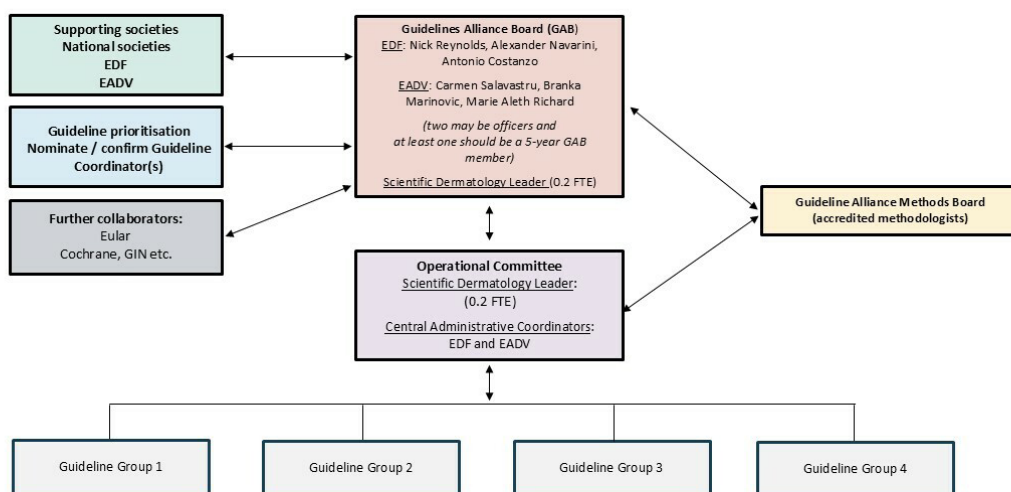 Supporting societies
National societies
EDF
EADV
Guideline prioritisation
Nominate / confirm Guideline
Coordinator(s)
Further collaborators:
Eular
Cochrane, GIN etc.
Guidelines Alliance Board (GAB)
EDF: Nick Reynolds, Alexander Navarini,
Antonio Costanzo
EADV: Carmen Salavastru, Branka
Marinovic, Marie Aleth Richard
(two may be officers and
at least one should be a 5-year GAB
member)
Scientific Dermatology Leader (0.2 FTE)
Guideline Alliance Methods Board
(accredited methodologists)
Operational Committee
Scientific Dermatology Leader:
(0.2 FTE)
Central Administrative Coordinators:
EDF and EADV
Guideline Group 1
Guideline Group 2
Guideline Group 3
Guideline Group 4